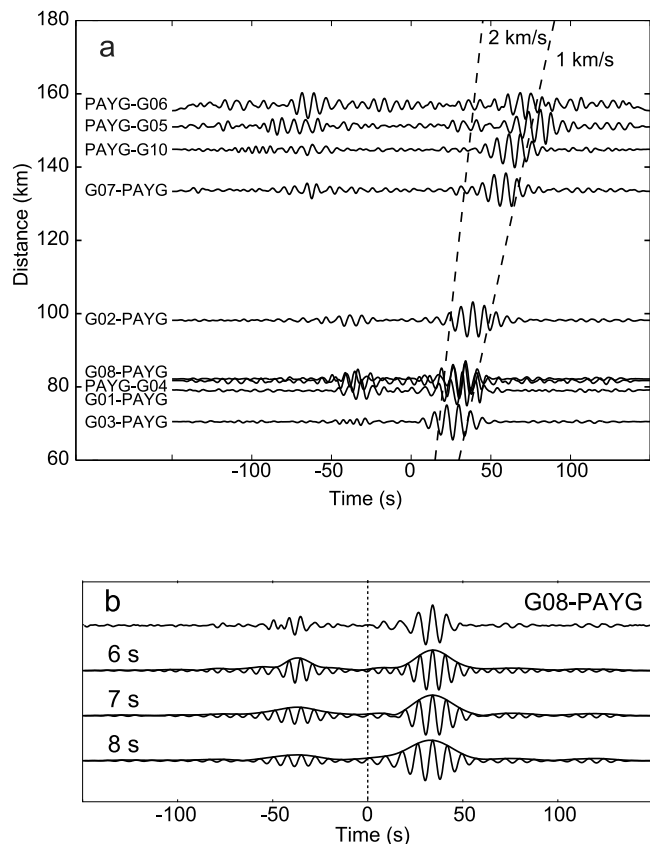 a
2 km/s
1 km/s
180
160
140
120
100
80
60
Distance (km)
PAYG-G06
PAYG-G05
PAYG-G10
G07-PAYG
G02-PAYG
G08-PAYG
PAYG-G04
G01-PAYG
G03-PAYG
-100 -50 0 50 100
Time (s)
b
G08-PAYG
6 s
7 s
8 s
-100 -50 0 50 100
Time (s)